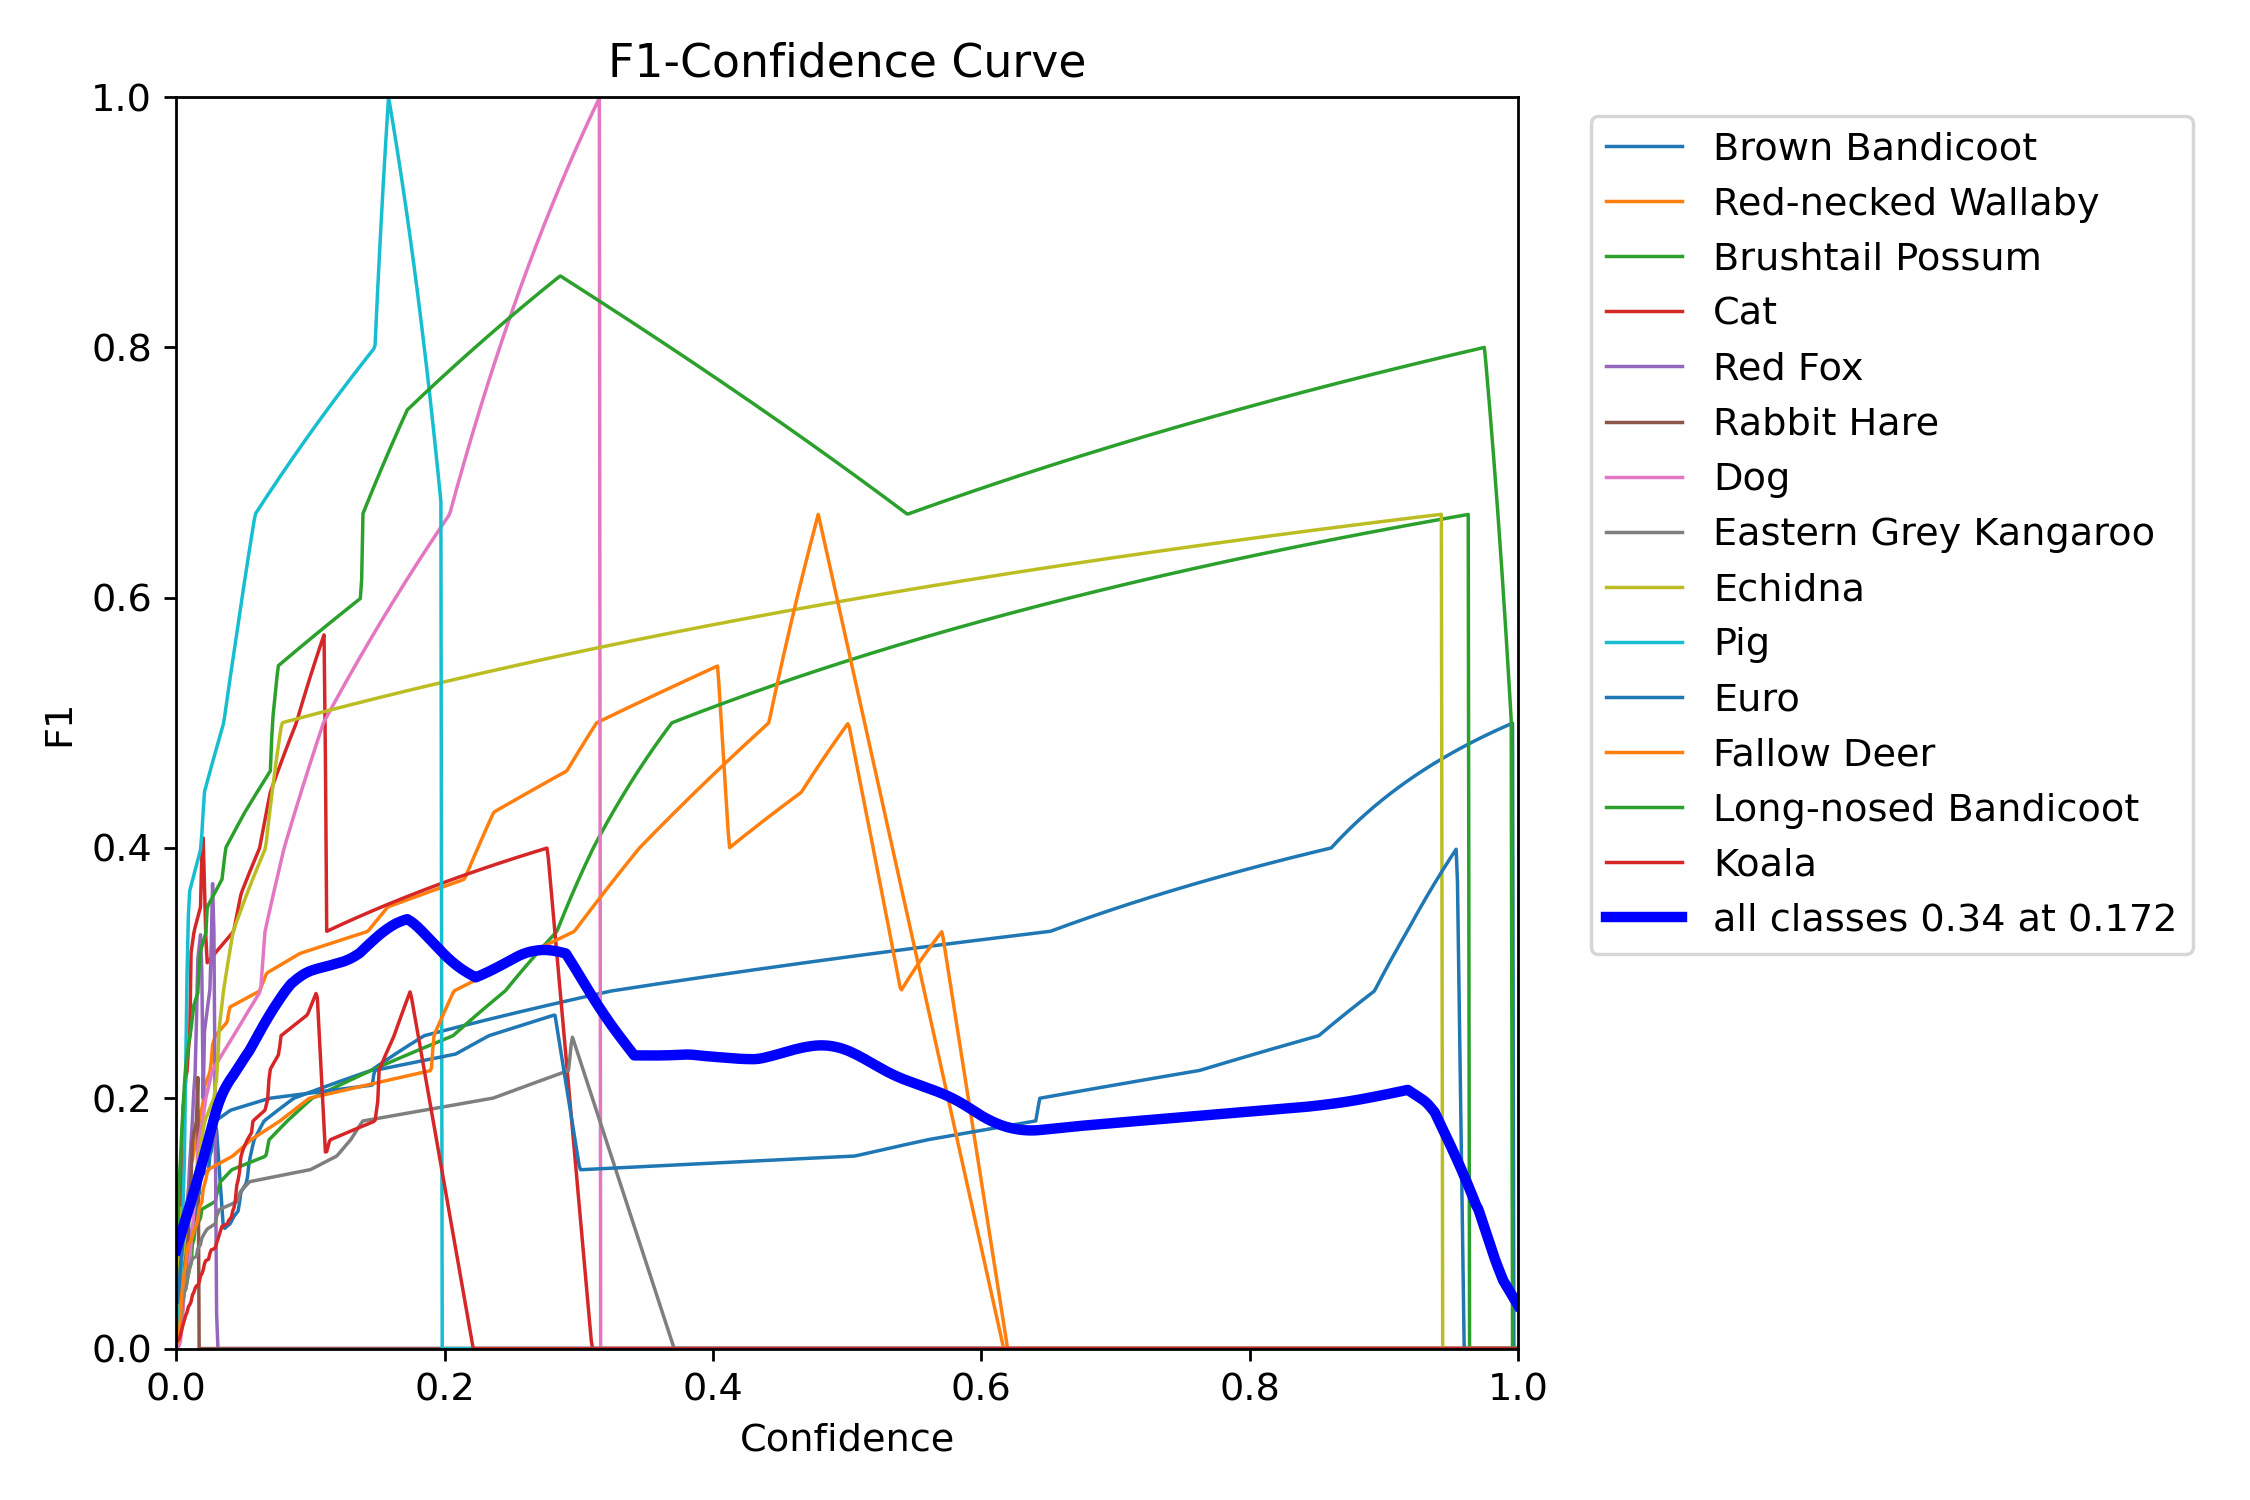 F1-Confidence Curve
1.0
0.8
0.6
0.4
0.2
0.0
F1
0.0 0.2 0.4 0.6 0.8 1.0
Confidence
Brown Bandicoot
Red-necked Wallaby
Brushtail Possum
Cat
Red Fox
Rabbit Hare
Dog
Eastern Grey Kangaroo
Echidna
Pig
Euro
Fallow Deer
Long-nosed Bandicoot
Koala
all classes 0.34 at 0.172